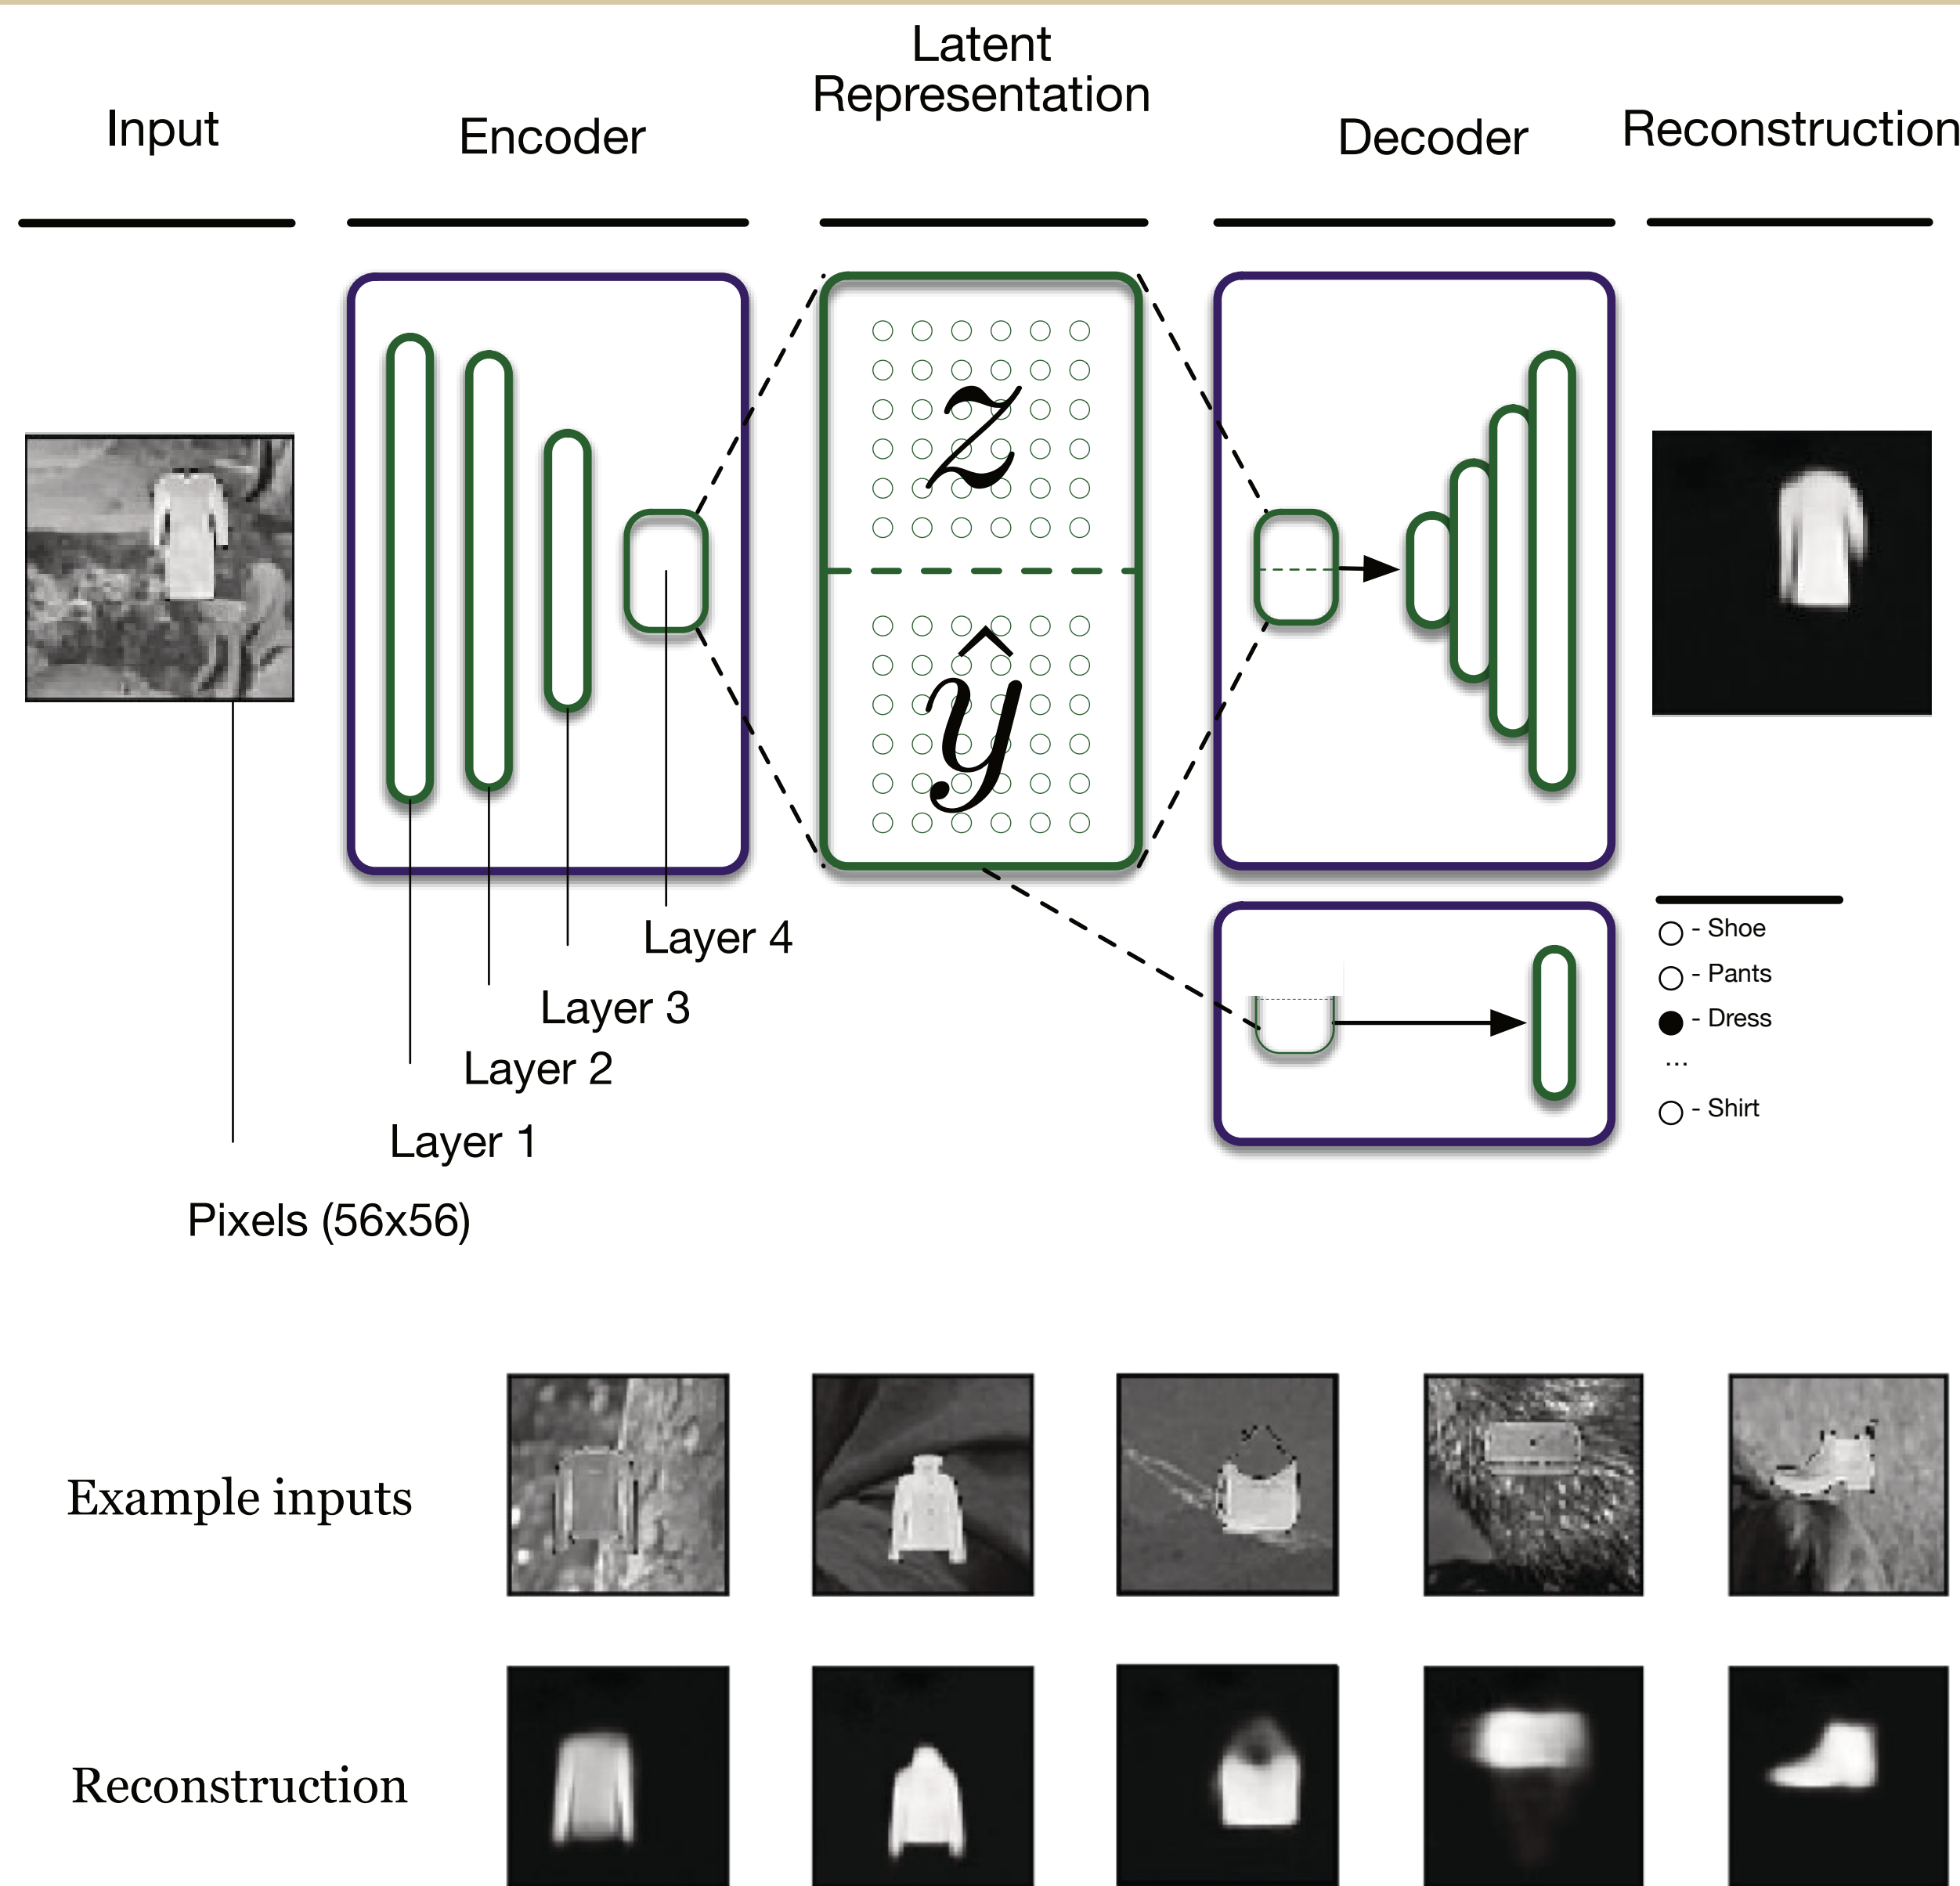 Input
Encoder
Latent
Representation
Decoder
Reconstruction
z
ŷ
Layer 4
Layer 3
Layer 2
Layer 1
Pixels (56x56)
- Shoe
- Pants
- Dress
...
- Shirt
Example inputs
Reconstruction